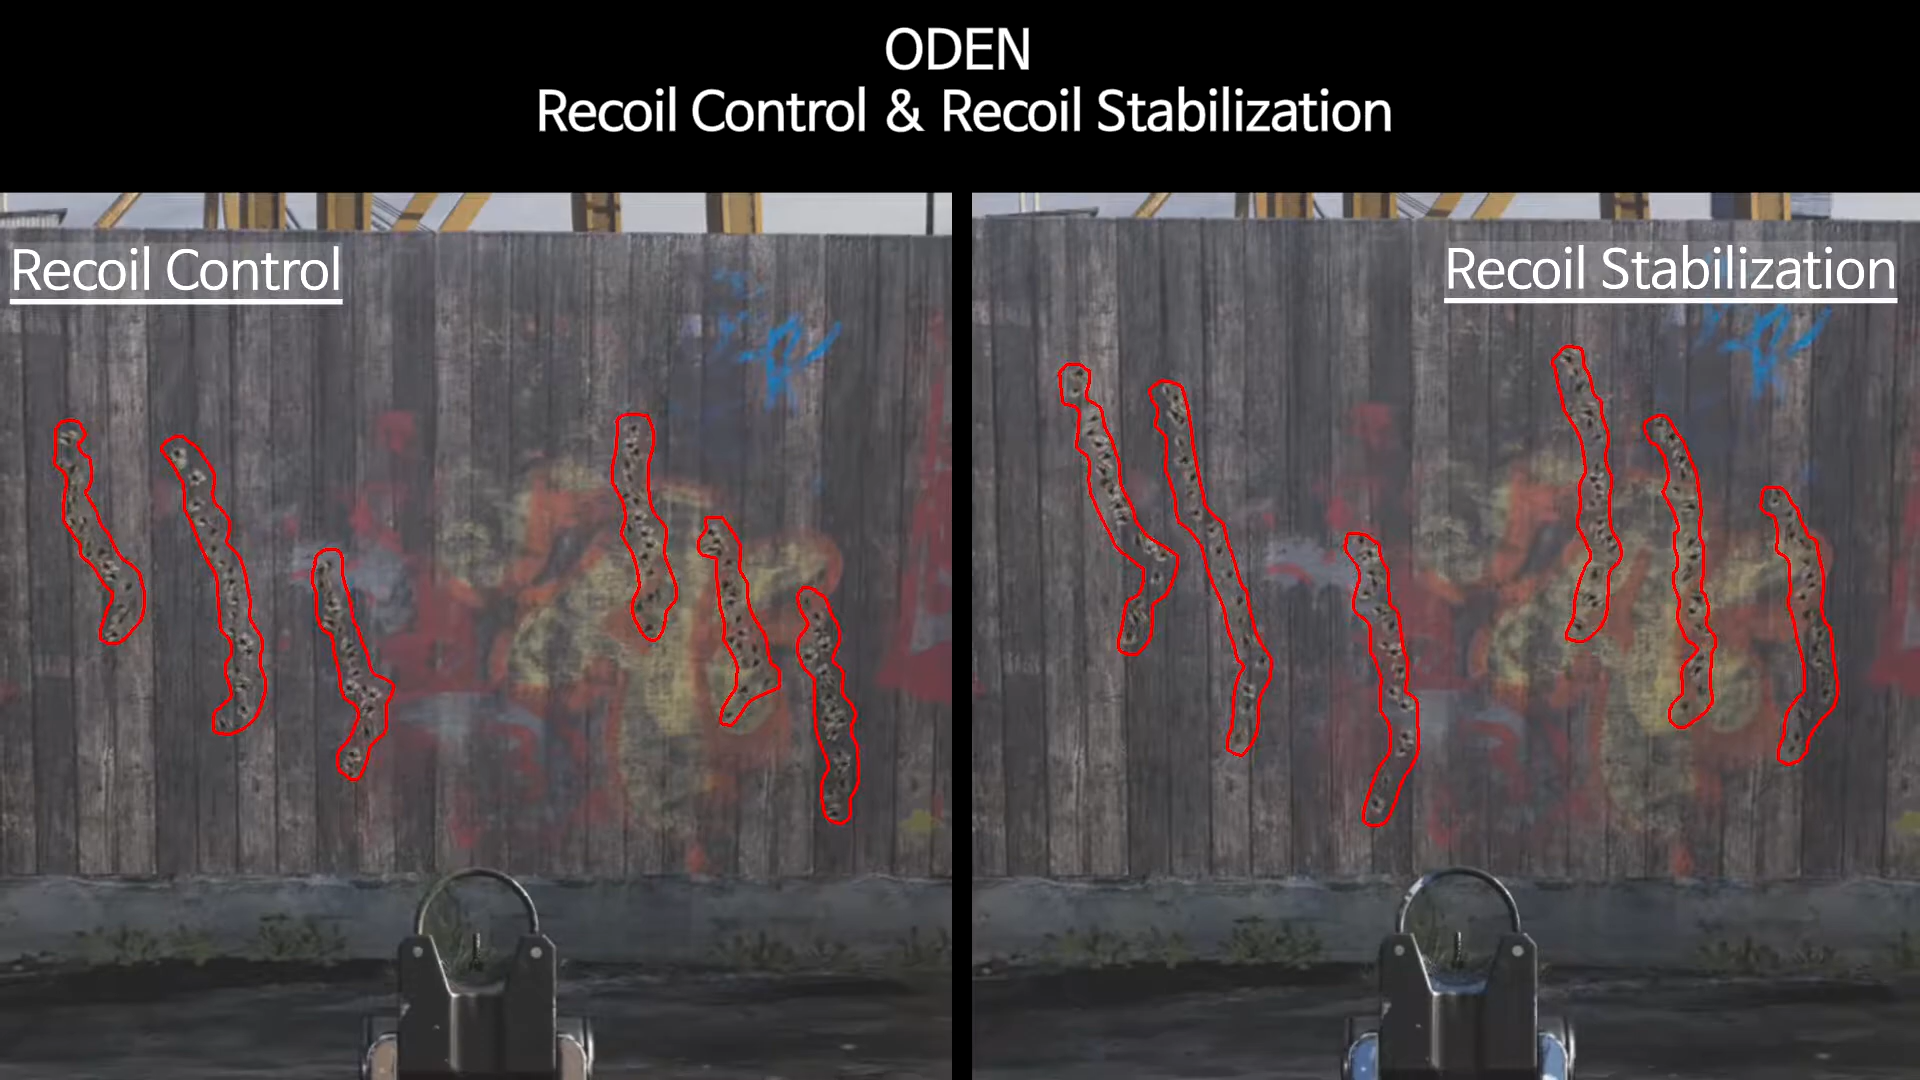 ODEN
Recoil Control & Recoil Stabilization
Recoil Control
Recoil Stabilization